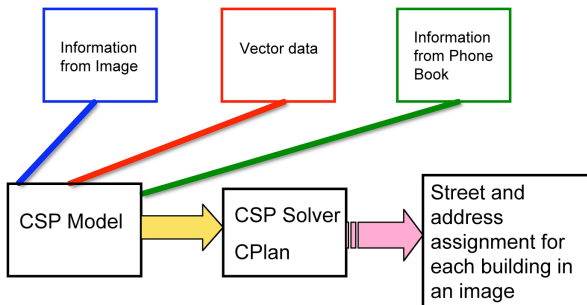 Information
from Image
Vector data
Information
from Phone
Book
CSP Model
CSP Solver
CPlan
Street and
address
assignment for
each building in
an image